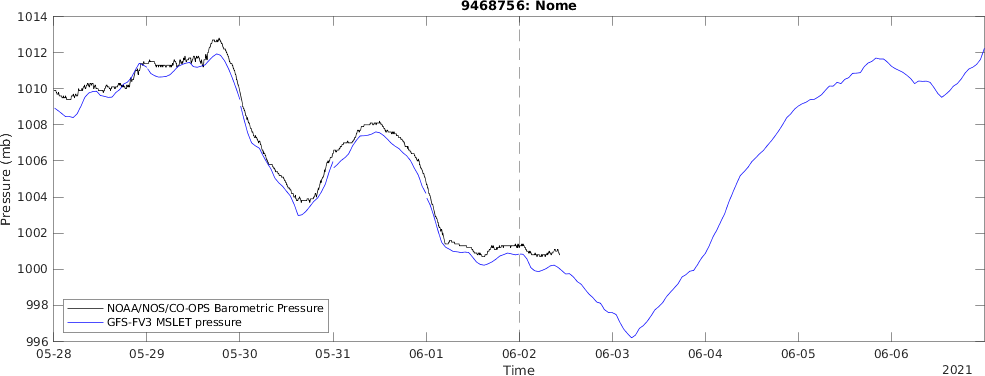 9468756: Nome
1014
1012
1010
1008
1006
1004
1002
1000
998
996
Pressure (mb)
NOAA/NOS/CO-OPS Barometric Pressure
GFS-FV3 MSLET pressure
05-28 05-29 05-30 05-31 06-01 06-02 06-03 06-04 06-05 06-06
Time
2021